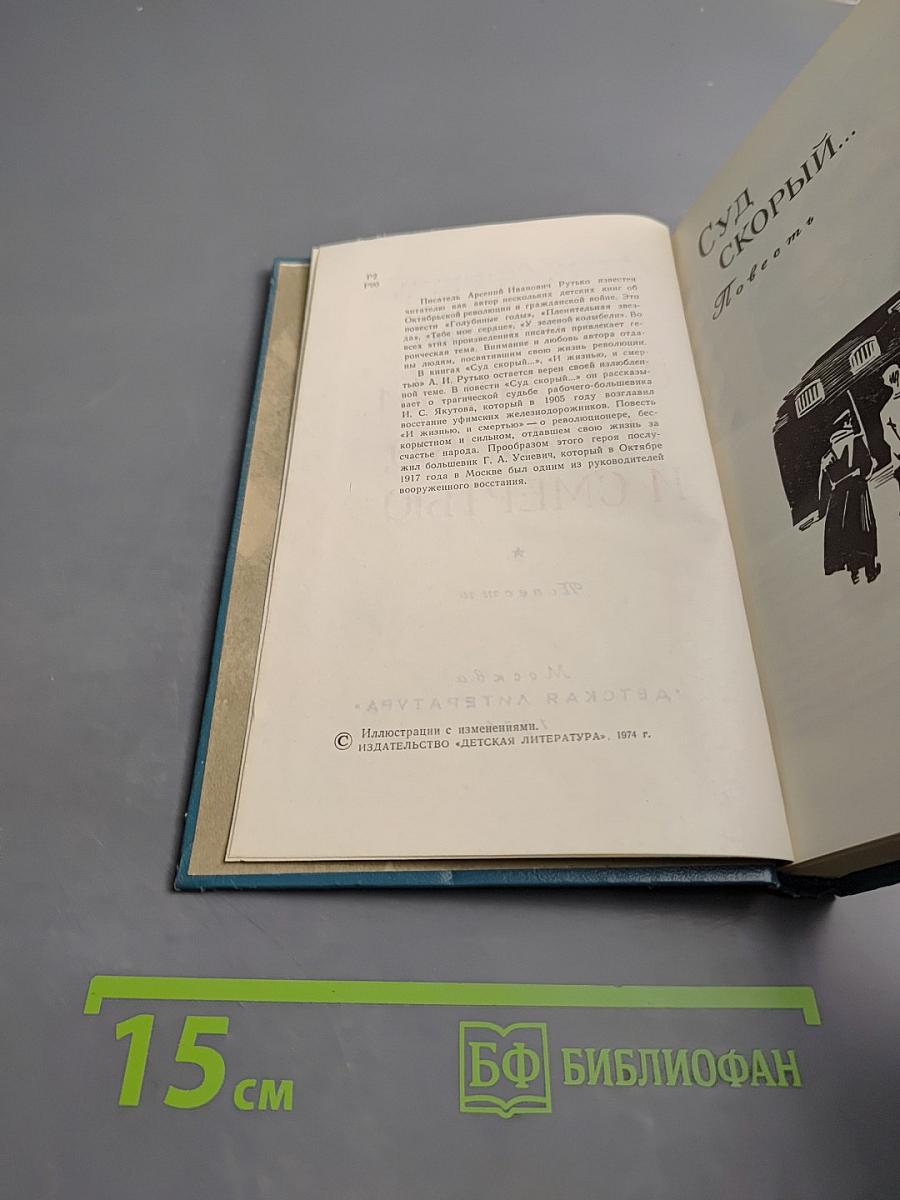 Р2
Р90
Писатель Арсений Иванович Рутько известен
читателю как автор нескольких детских книг об
Октябрьской революции и гражданской войне. Это
повести «Голубиные годы», «Пленительная звез-
да», «Тебе мое сердце», «У зеленой колыбели». Во
всех этих произведениях писателя привлекает ге-
роическая тема. Внимание и любовь автора отда-
ны людям, посвятившим свою жизнь революции.
В книгах «Суд скорый...», «И жизнью, и смер-
тью» А. И. Рутько остается верен своей излюблен-
ной теме. В повести «Суд скорый...» он рассказы-
вает о трагической судьбе рабочего-большевика
И. С. Якутова, который в 1905 году возглавил
восстание уфимских железнодорожников. Повесть
«И жизнью, и смертью» — о революционере, бес-
корыстном и сильном, отдавшем свою жизнь за
счастье народа. Прообразом этого героя послу-
жил большевик Г. А. Усиевич, который в Октябре
1917 года в Москве был одним из руководителей
вооруженного восстания.
И СМЕРТЬЮ
Повести
Москва
«ДЕТСКАЯ ЛИТЕРАТУРА»
© Иллюстрации с изменениями.
ИЗДАТЕЛЬСТВО «ДЕТСКАЯ ЛИТЕРАТУРА», 1974 г.
СУД
СКОРЫЙ...
Повесть
15 см
БФ БИБЛИОФАН